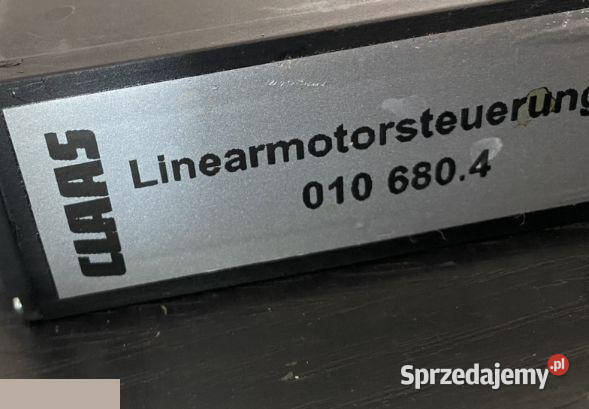 CLAAS
Linearmotorsteuerung
010 680.4
Sprzedajemy.pl